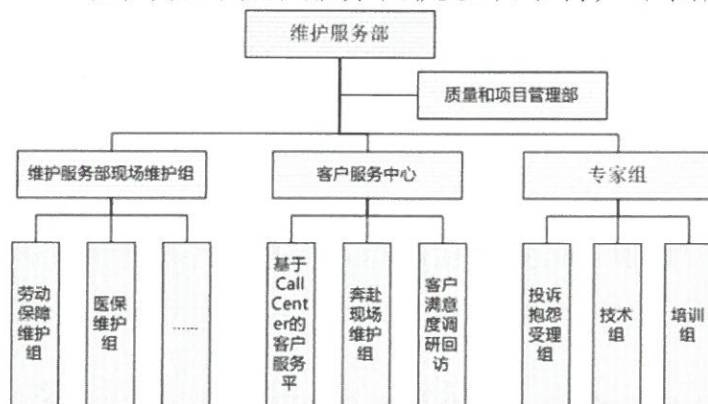 维护服务部
质量和项目管理部
维护服务部现场维护组
客户服务中心
专家组
劳动
保障
维护
组
医保
维护
组
......
基于
Call
Cent
er的
客户
服务
平
奔赴
现场
维护
组
客户
满意
度调
研回
访
投诉
抱怨
受理
组
技术
组
培训
组